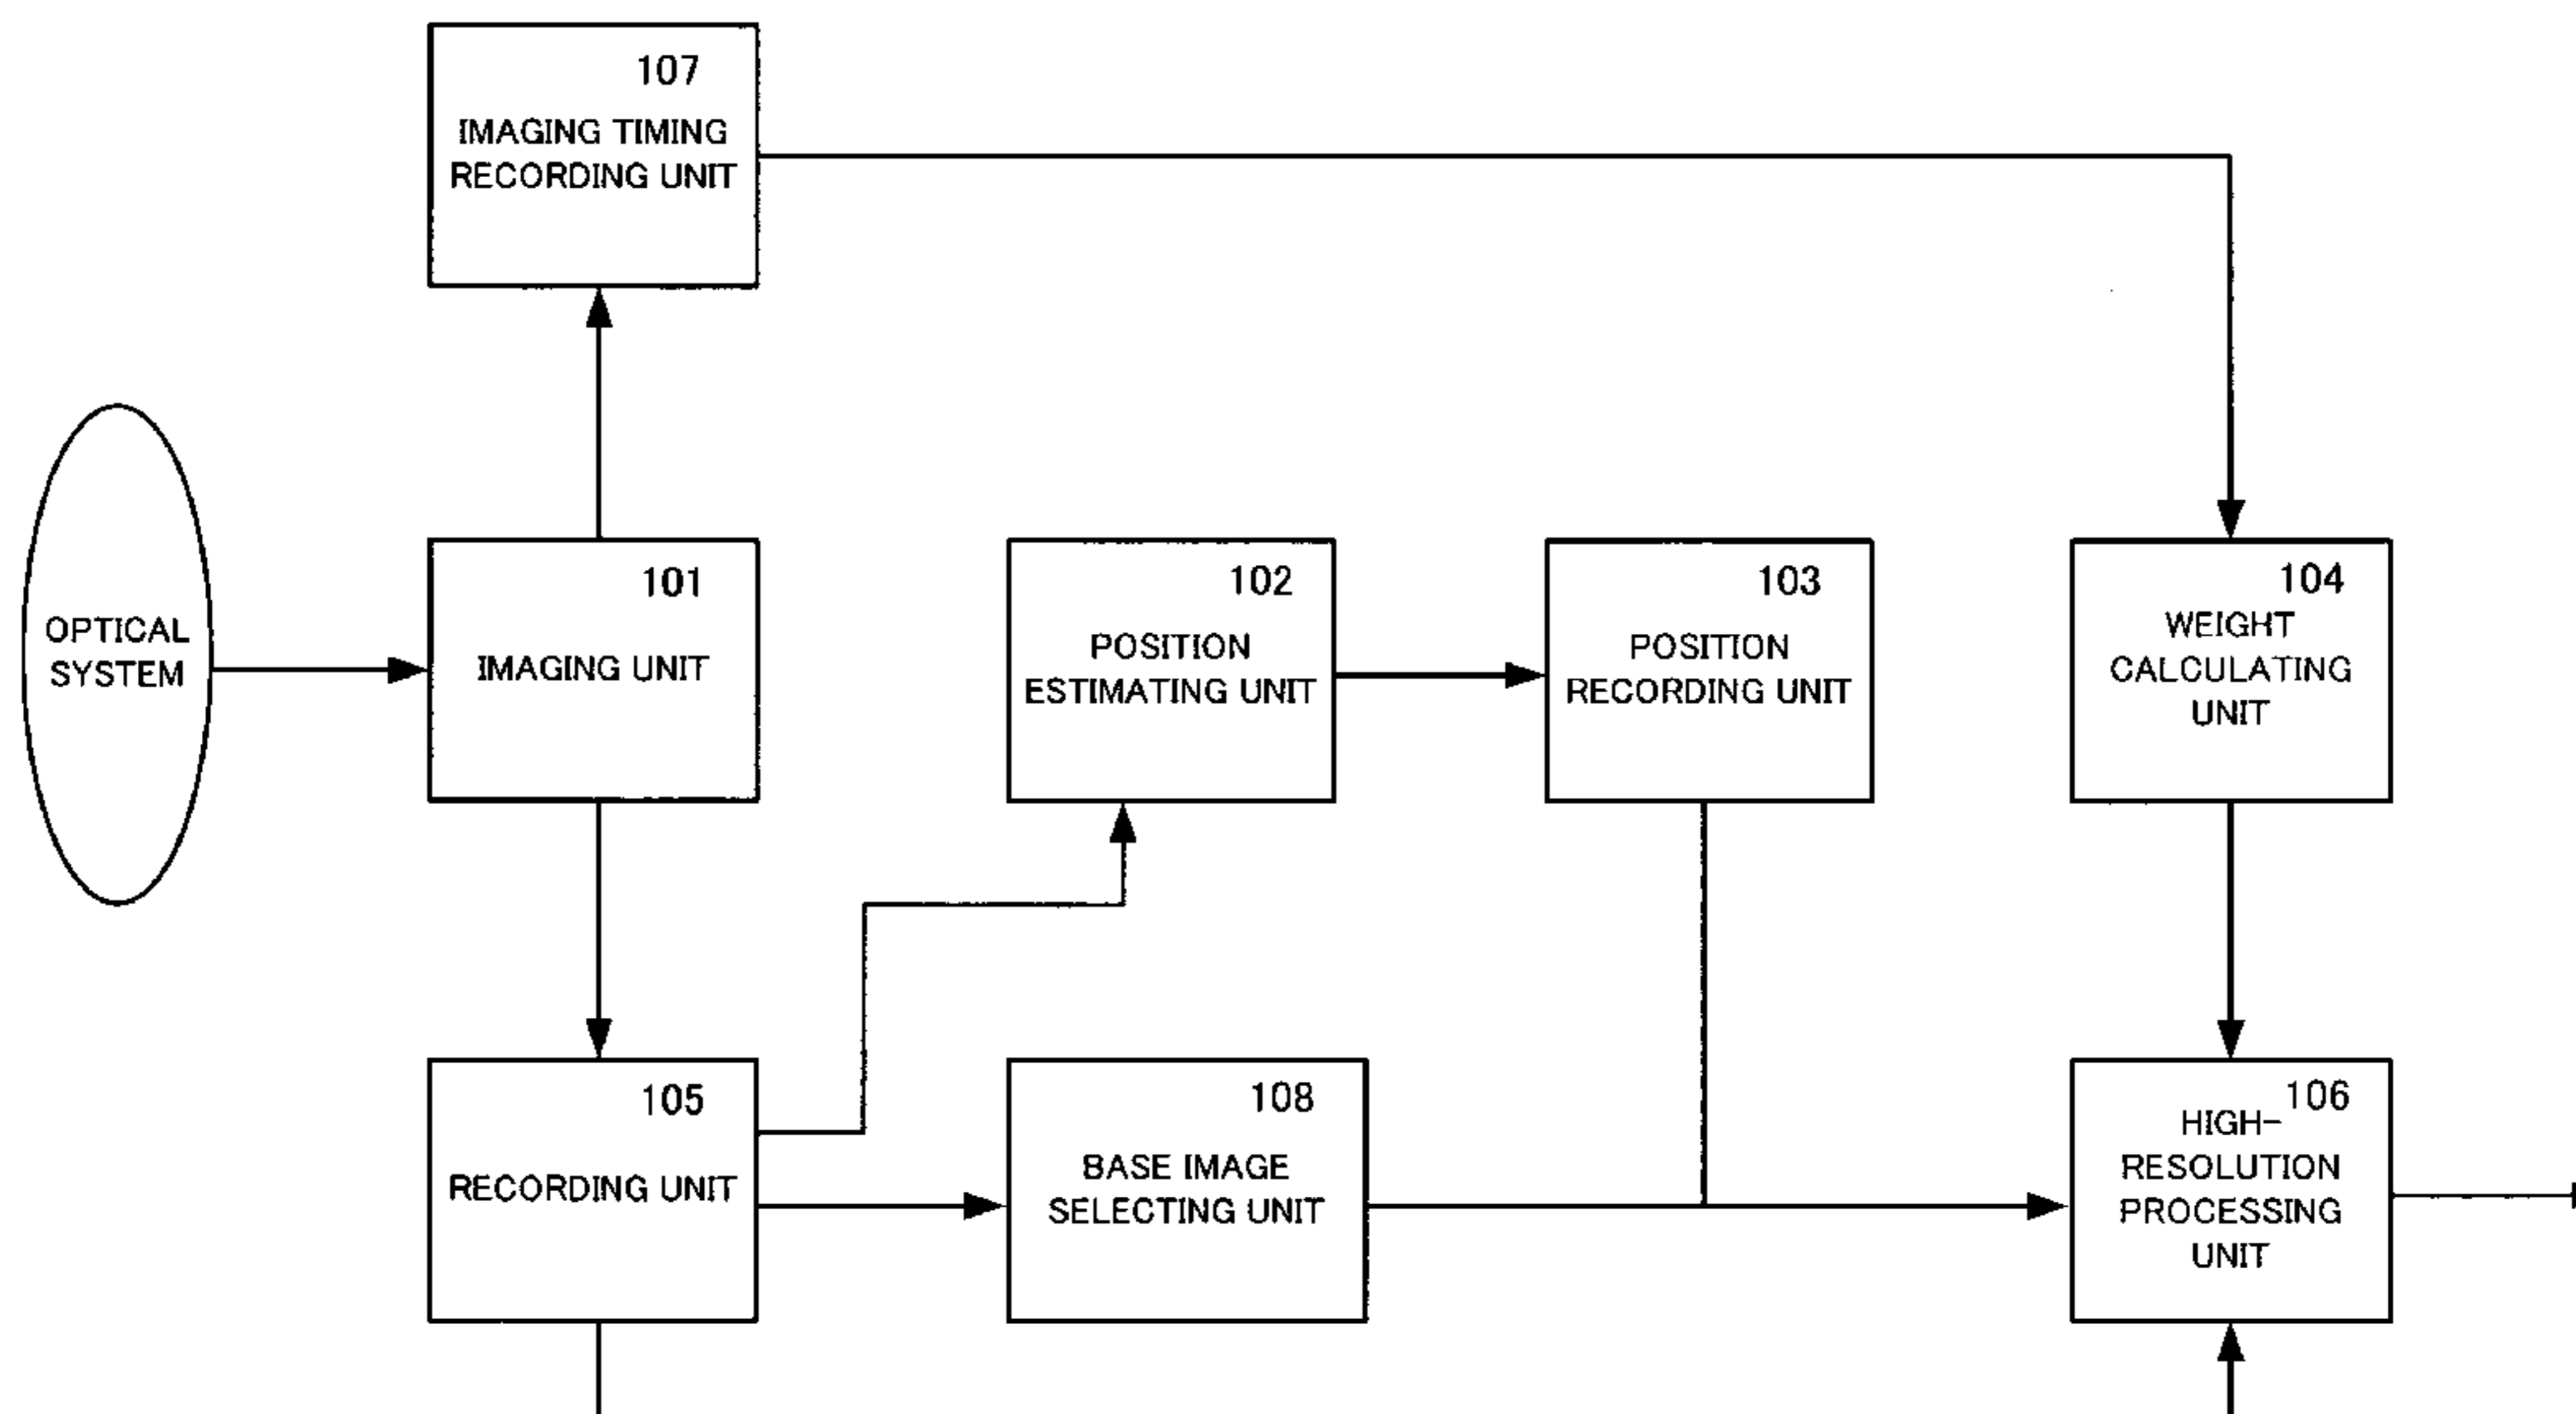 107
IMAGING TIMING
RECORDING UNIT
OPTICAL
SYSTEM
101
IMAGING UNIT
102
POSITION
ESTIMATING UNIT
103
POSITION
RECORDING UNIT
104
WEIGHT
CALCULATING
UNIT
105
RECORDING UNIT
108
BASE IMAGE
SELECTING UNIT
106
HIGH-
RESOLUTION
PROCESSING
UNIT